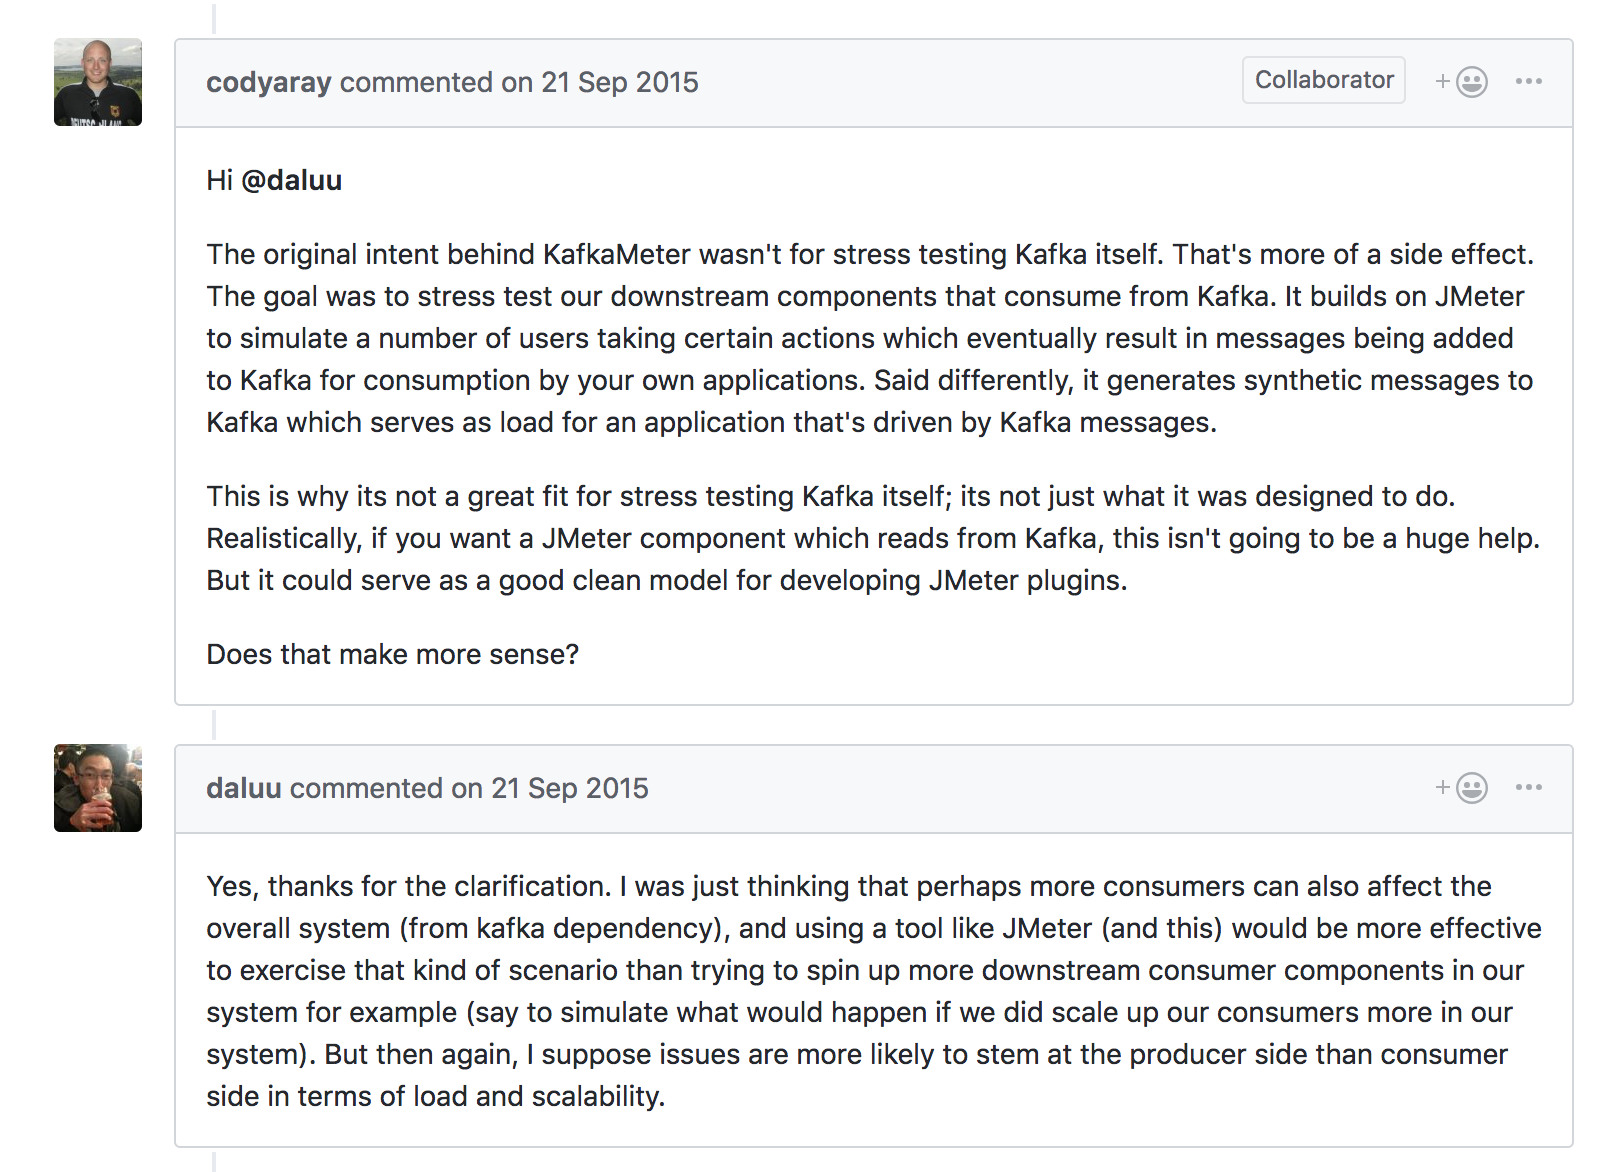 codyaray commented on 21 Sep 2015
Collaborator
Hi @daluu
The original intent behind KafkaMeter wasn't for stress testing Kafka itself. That's more of a side effect.
The goal was to stress test our downstream components that consume from Kafka. It builds on JMeter
to simulate a number of users taking certain actions which eventually result in messages being added
to Kafka for consumption by your own applications. Said differently, it generates synthetic messages to
Kafka which serves as load for an application that's driven by Kafka messages.
This is why its not a great fit for stress testing Kafka itself; its not just what it was designed to do.
Realistically, if you want a JMeter component which reads from Kafka, this isn't going to be a huge help.
But it could serve as a good clean model for developing JMeter plugins.
Does that make more sense?
daluu commented on 21 Sep 2015
Yes, thanks for the clarification. I was just thinking that perhaps more consumers can also affect the
overall system (from kafka dependency), and using a tool like JMeter (and this) would be more effective
to exercise that kind of scenario than trying to spin up more downstream consumer components in our
system for example (say to simulate what would happen if we did scale up our consumers more in our
system). But then again, I suppose issues are more likely to stem at the producer side than consumer
side in terms of load and scalability.